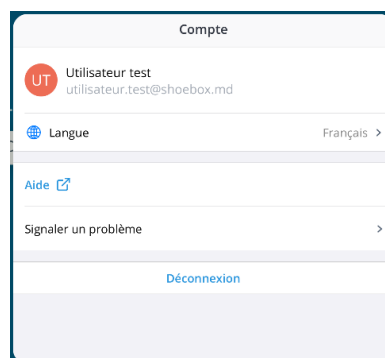 Compte
UT
Utilisateur test
utilisateur.test@shoebox.md
Langue
Français
Aide
Signaler un problème
Déconnexion